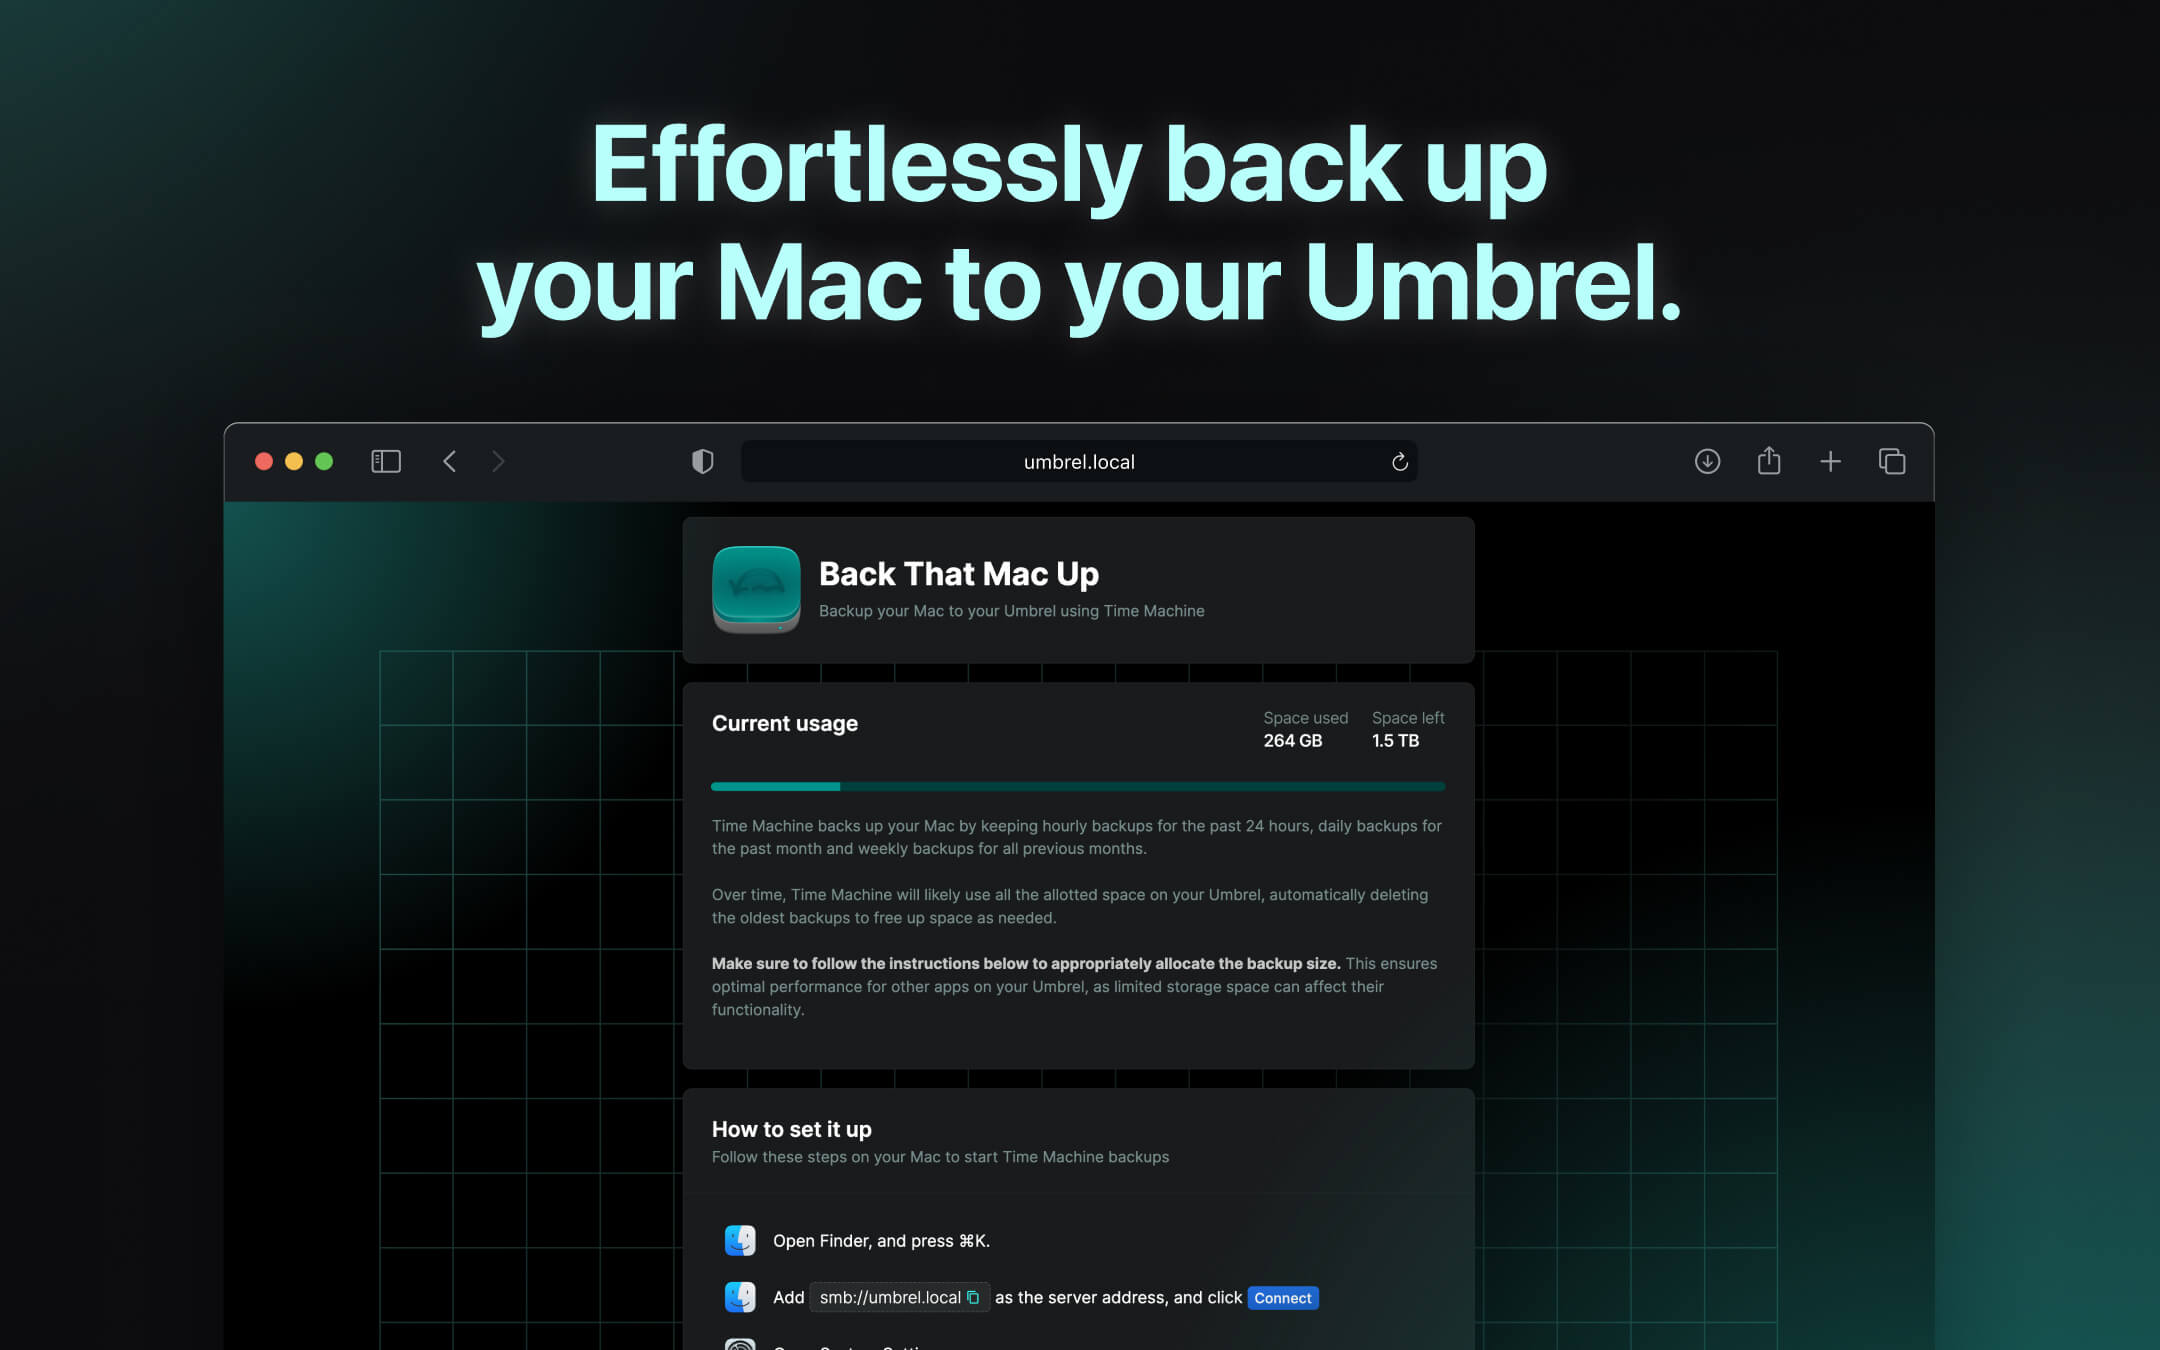 Effortlessly back up
your Mac to your Umbrel.
umbrel.local
Back That Mac Up
Backup your Mac to your Umbrel using Time Machine
Current usage
Space used Space left
264 GB 1.5 TB
Time Machine backs up your Mac by keeping hourly backups for the past 24 hours, daily backups for
the past month and weekly backups for all previous months.
Over time, Time Machine will likely use all the allotted space on your Umbrel, automatically deleting
the oldest backups to free up space as needed.
Make sure to follow the instructions below to appropriately allocate the backup size. This ensures
optimal performance for other apps on your Umbrel, as limited storage space can affect their
functionality.
How to set it up
Follow these steps on your Mac to start Time Machine backups
Open Finder, and press ⌘K.
Add smb://umbrel.local as the server address, and click Connect